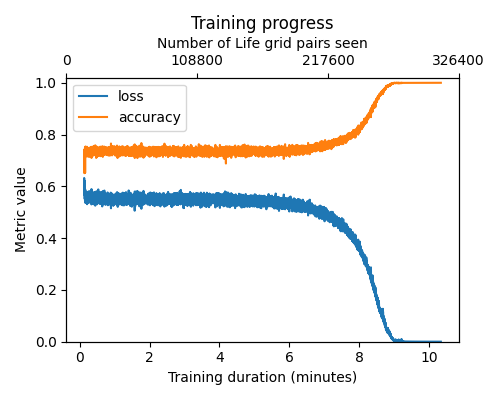 Training progress
Number of Life grid pairs seen
0 108800 217600 326400
loss
accuracy
Metric value
1.0
0.8
0.6
0.4
0.2
0.0
0 2 4 6 8 10
Training duration (minutes)